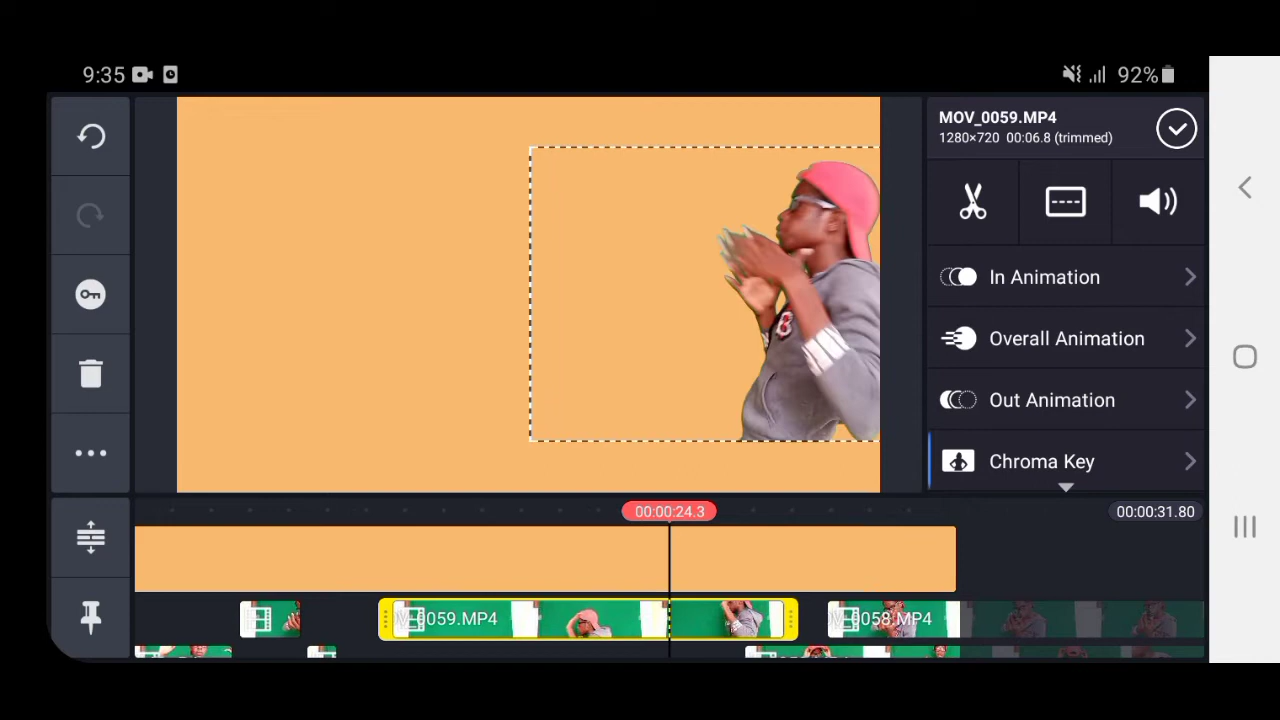 9:35
92%
MOV_0059.MP4
1280×720 00:06.8 (trimmed)
8
In Animation
Overall Animation
Out Animation
Chroma Key
00:00:24.3
00:00:31.80
0059.MP4
0058.MP4